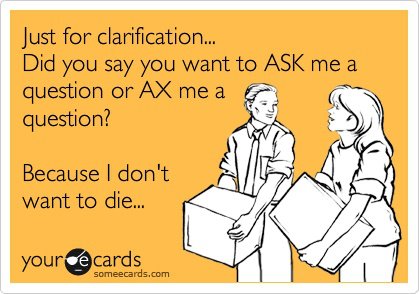 Just for clarification...
Did you say you want to ASK me a
question or AX me a
question?
Because I don't
want to die...
your e cards
someecards.com